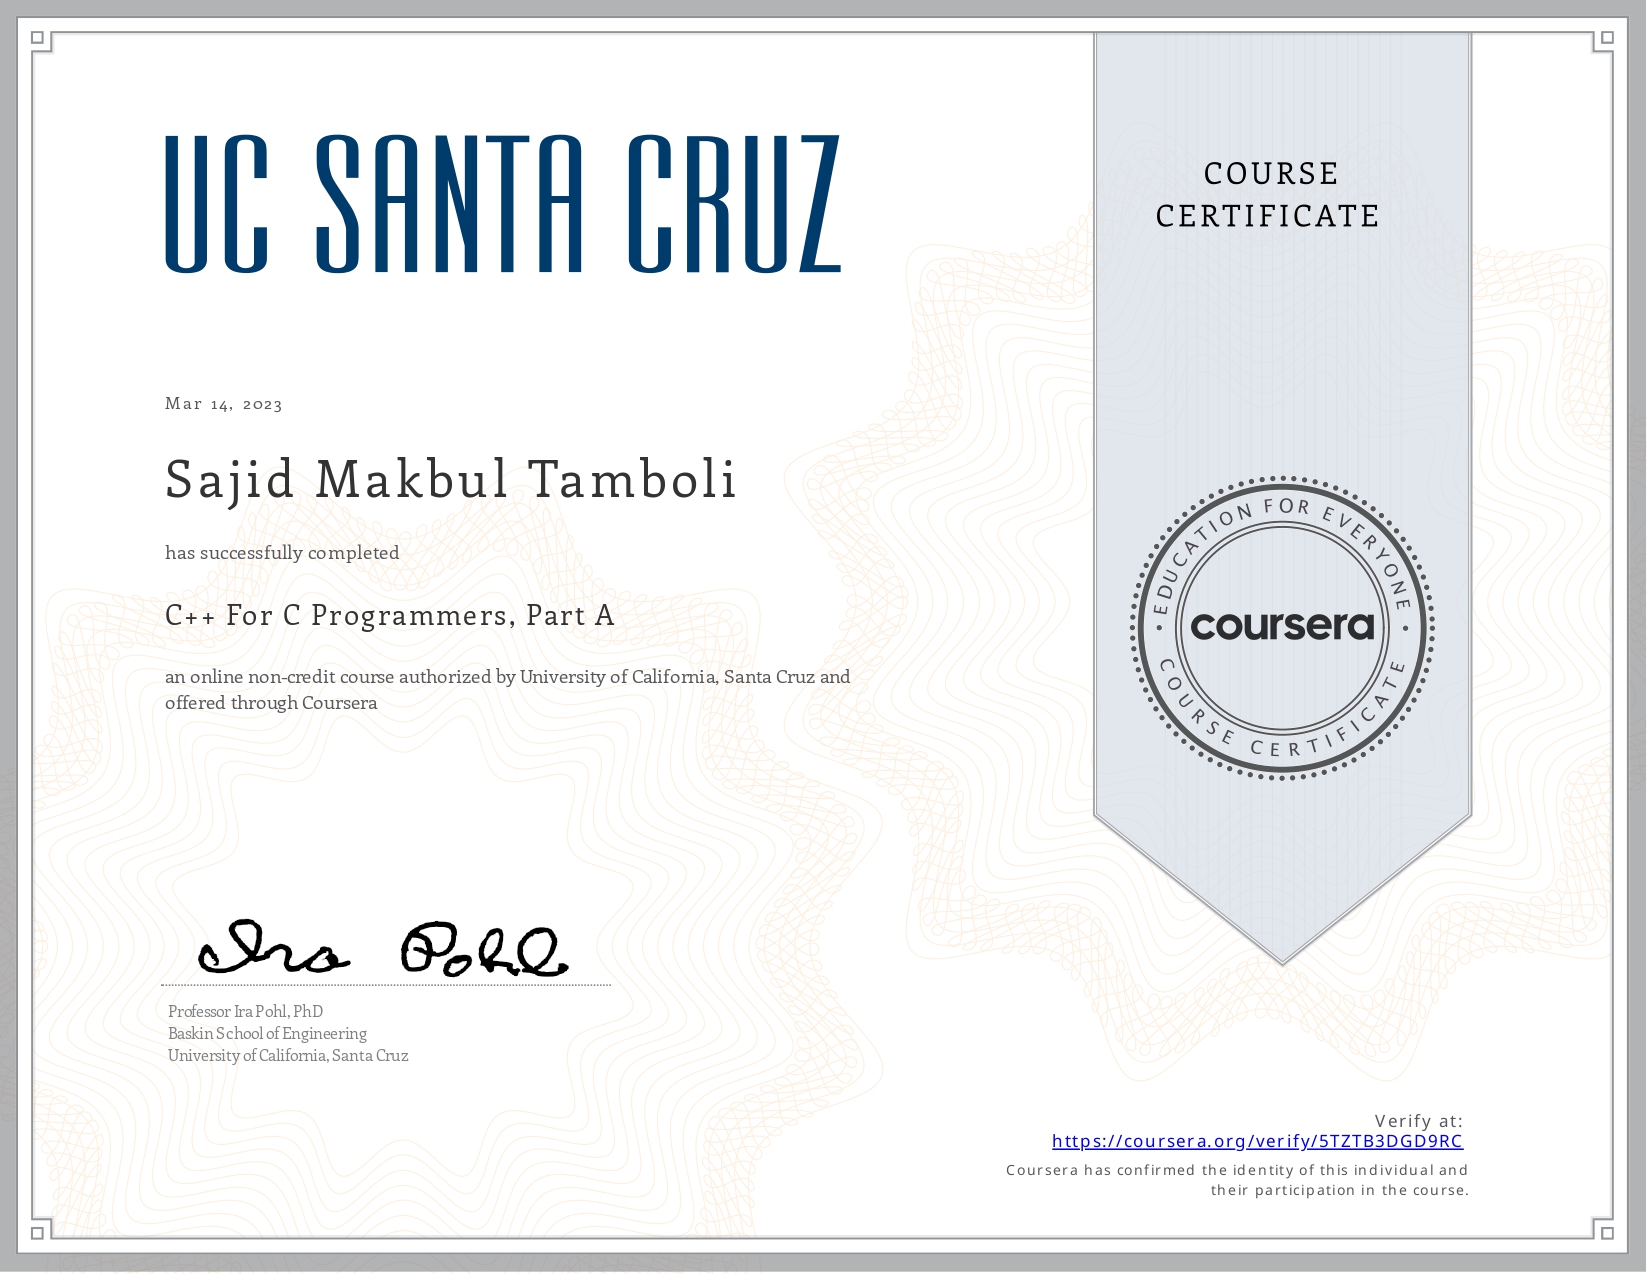 UC SANTA CRUZ
COURSE
CERTIFICATE
Mar 14, 2023
Sajid Makbul Tamboli
has successfully completed
C++ For C Programmers, Part A
an online non-credit course authorized by University of California, Santa Cruz and
offered through Coursera
EDUCATION FOR EVERYONE
coursera
COURSE CERTIFICATE
Ira Pohl
Professor Ira Pohl, PhD
Baskin School of Engineering
University of California, Santa Cruz
Verify at:
https://coursera.org/verify/5TZTB3DGD9RC
Coursera has confirmed the identity of this individual and
their participation in the course.